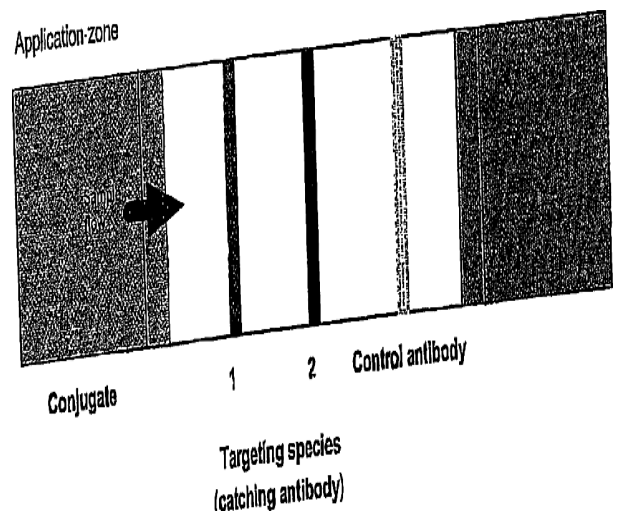 Application-zone
Conjugate
1
2
Control antibody
Targeting species
(catching antibody)